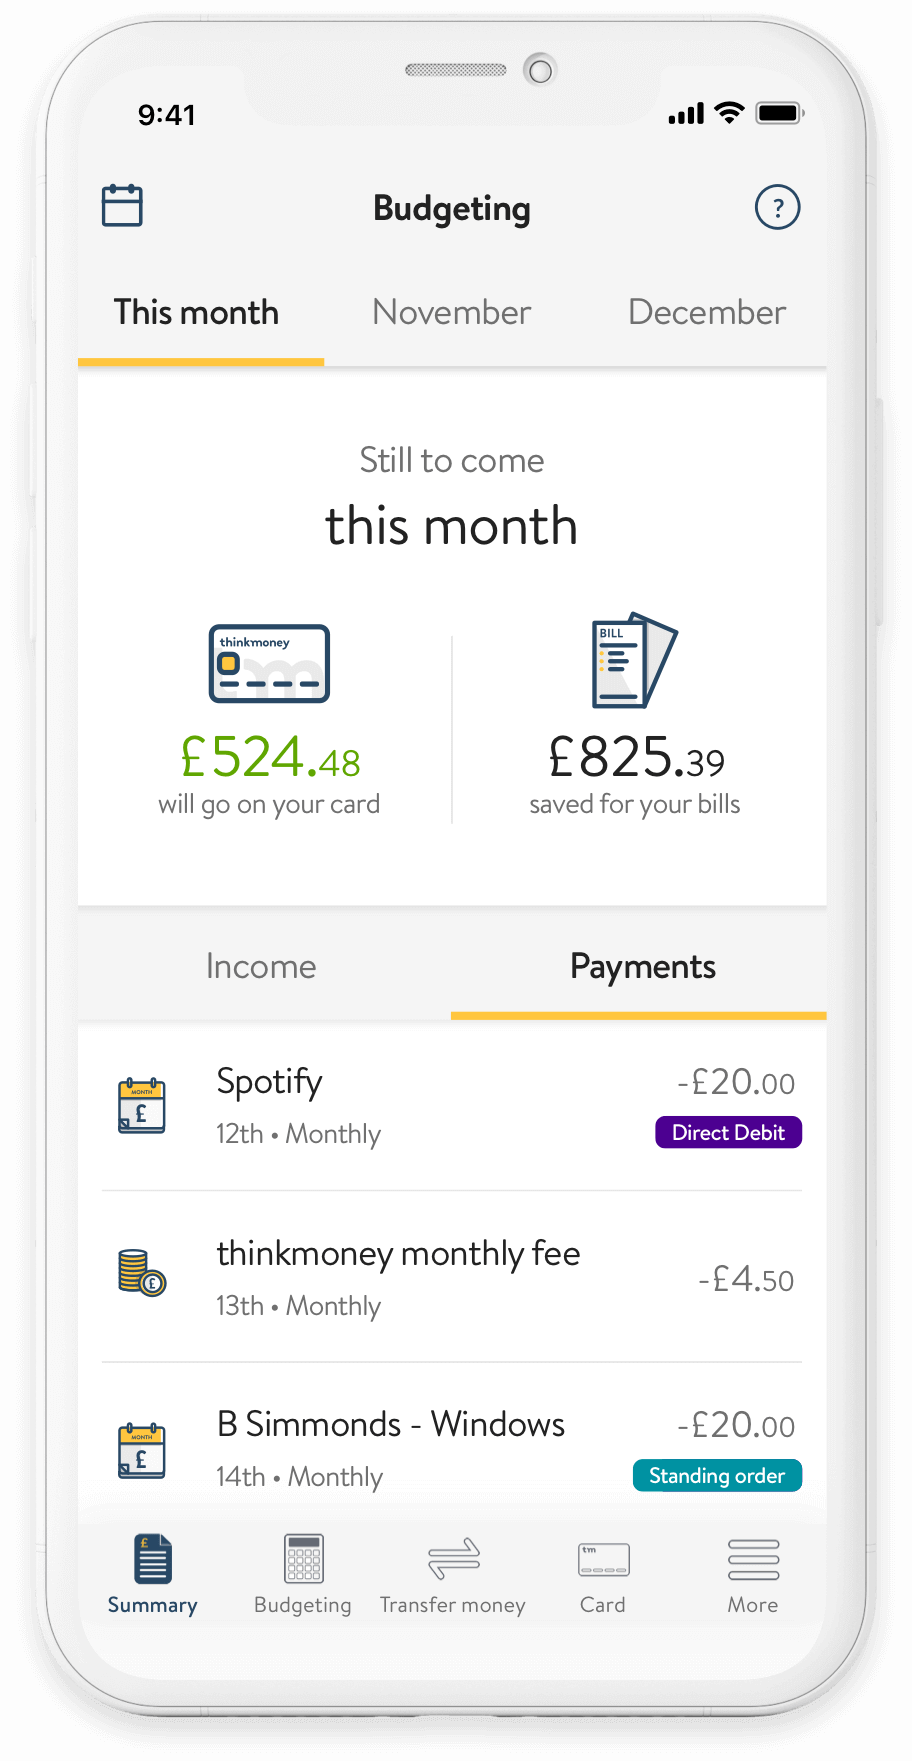 9:41
Budgeting
?
This month November December
Still to come
this month
thinkmoney
tm
BILL
£524.48 £825.39
will go on your card saved for your bills
Income Payments
Spotify -£20.00
MONTH
£
12th • Monthly Direct Debit
thinkmoney monthly fee
£
-£4.50
13th • Monthly
B Simmonds - Windows -£20.00
MONTH
£
14th • Monthly Standing order
£
tm
Summary Budgeting Transfer money Card More